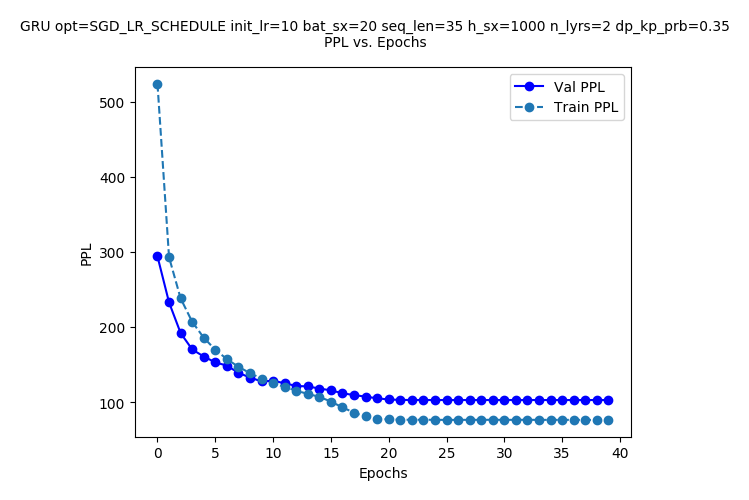 GRU opt=SGD_LR_SCHEDULE init_lr=10 bat_sx=20 seq_len=35 h_sx=1000 n_lyrs=2 dp_kp_prb=0.35
PPL vs. Epochs
Val PPL
Train PPL
500
400
300
200
100
PPL
0 5 10 15 20 25 30 35 40
Epochs